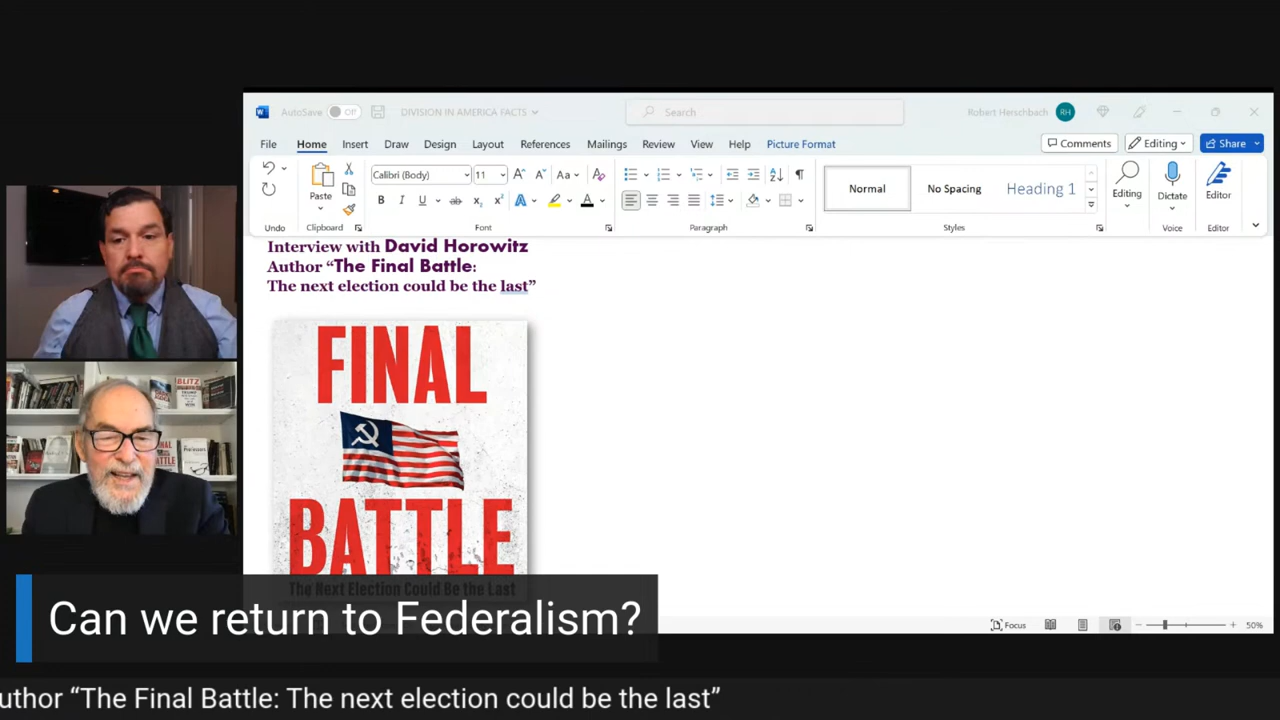 AutoSave Off DIVISION IN AMERICA FACTS Search Robert Herschbach RH
File Home Insert Draw Design Layout References Mailings Review View Help Picture Format Comments Editing Share
Paste Calibri (Body) 11 Aa Normal No Spacing Heading 1 Editing Dictate Editor
Undo Clipboard Font Paragraph Styles Voice Editor
Interview with David Horowitz
Author “The Final Battle:
The next election could be the last”
FINAL
BATTLE
The Next Election Could Be the Last
BLITZ
BATTLE
Professors
Focus 50%
Can we return to Federalism?
uthor “The Final Battle: The next election could be the last”